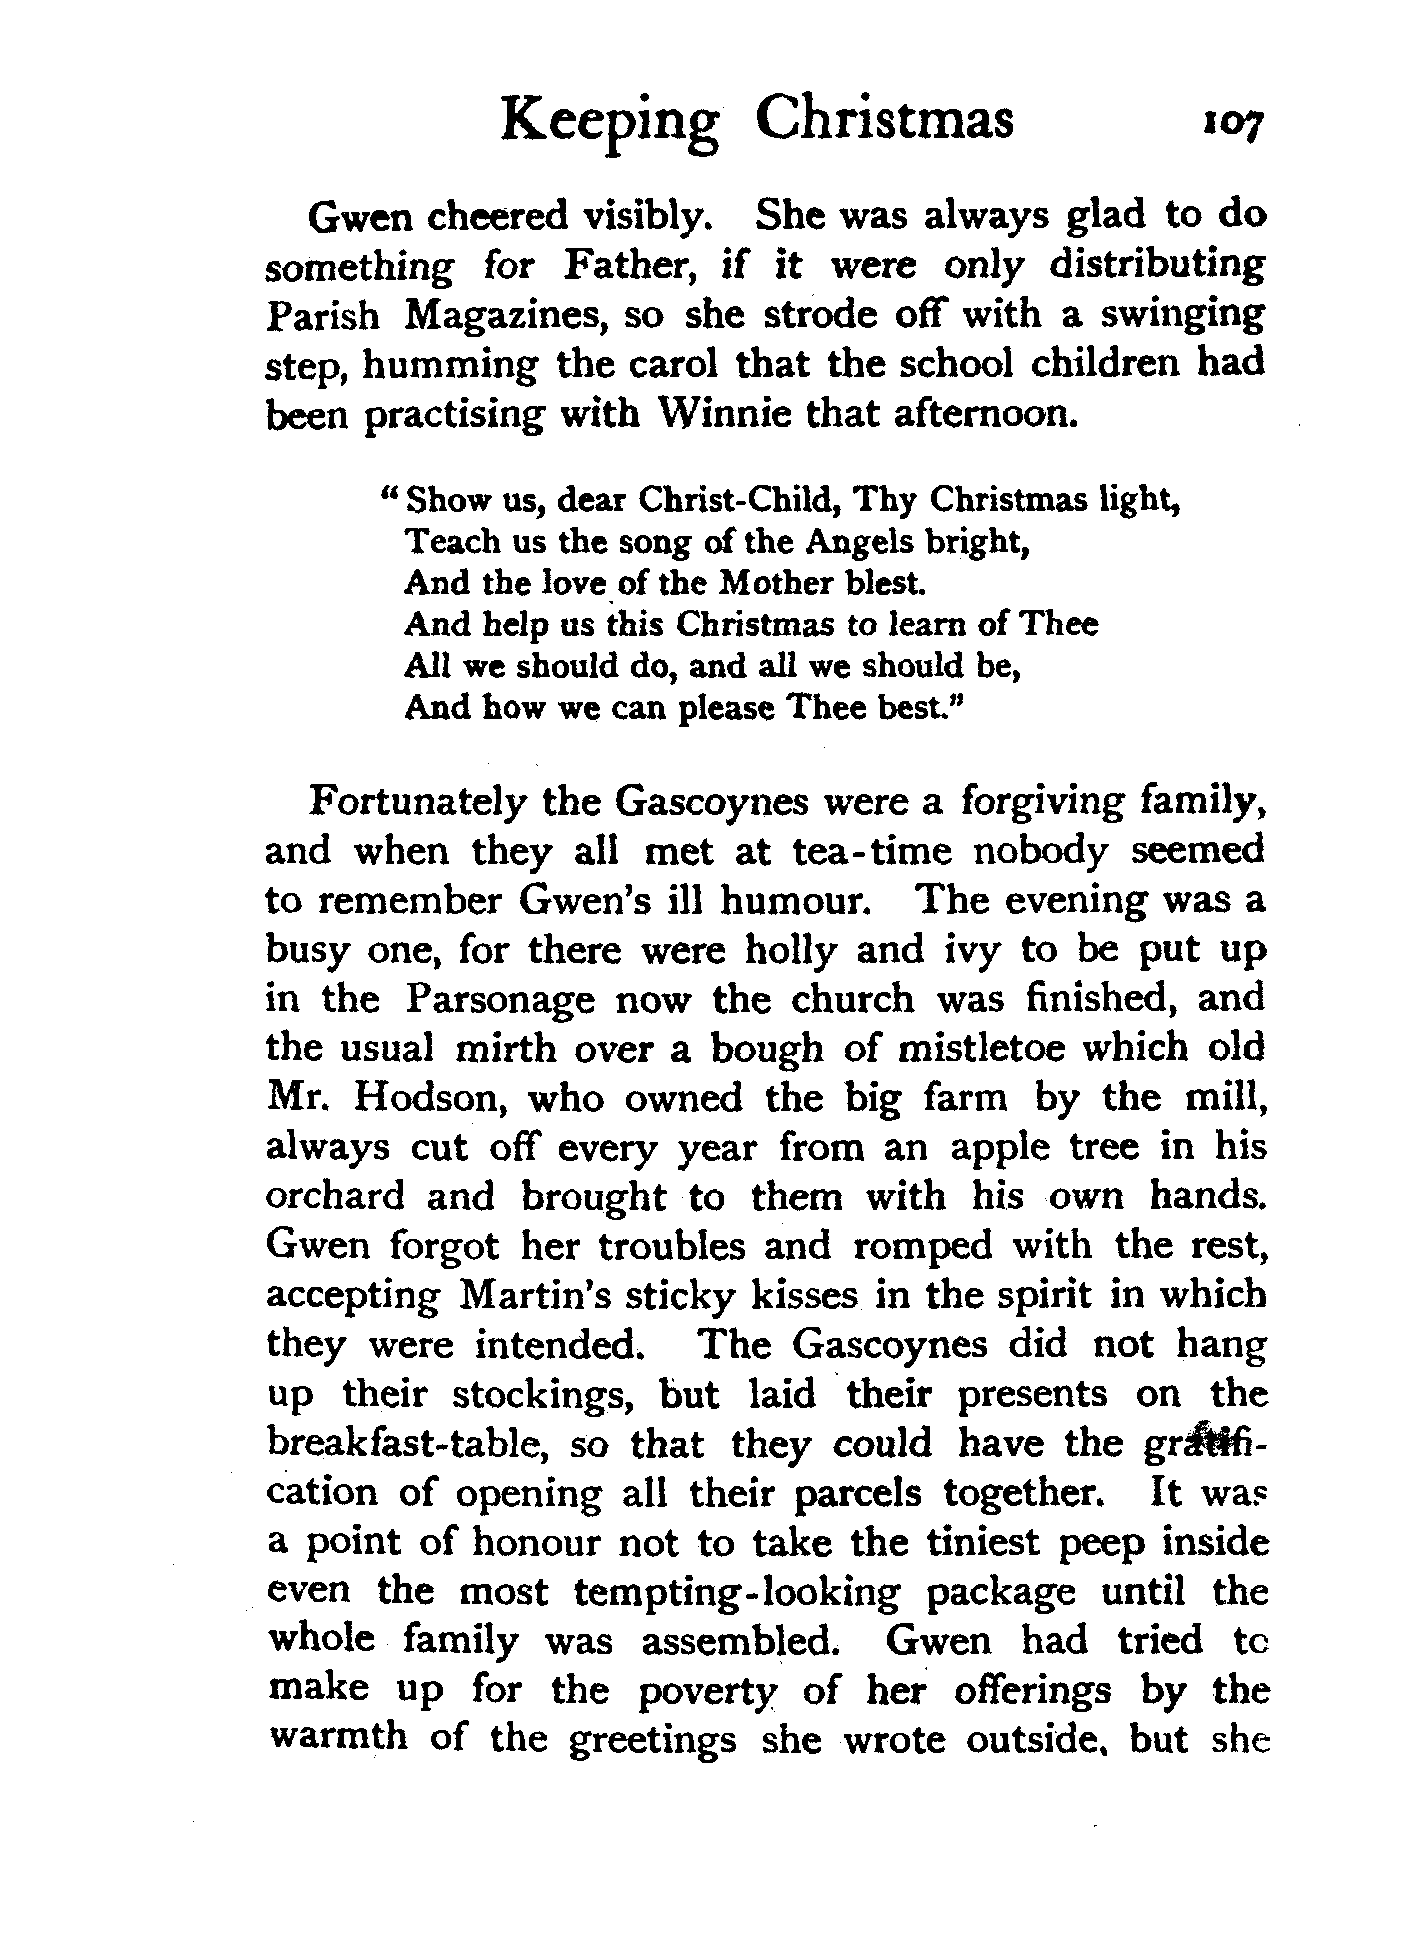 Keeping Christmas 107
Gwen cheered visibly. She was always glad to do
something for Father, if it were only distributing
Parish Magazines, so she strode off with a swinging
step, humming the carol that the school children had
been practising with Winnie that afternoon.
“Show us, dear Christ-Child, Thy Christmas light,
Teach us the song of the Angels bright,
And the love of the Mother blest.
And help us this Christmas to learn of Thee
All we should do, and all we should be,
And how we can please Thee best.”
Fortunately the Gascoynes were a forgiving family,
and when they all met at tea-time nobody seemed
to remember Gwen's ill humour. The evening was a
busy one, for there were holly and ivy to be put up
in the Parsonage now the church was finished, and
the usual mirth over a bough of mistletoe which old
Mr. Hodson, who owned the big farm by the mill,
always cut off every year from an apple tree in his
orchard and brought to them with his own hands.
Gwen forgot her troubles and romped with the rest,
accepting Martin's sticky kisses in the spirit in which
they were intended. The Gascoynes did not hang
up their stockings, but laid their presents on the
breakfast-table, so that they could have the gratifi-
cation of opening all their parcels together. It was
a point of honour not to take the tiniest peep inside
even the most tempting-looking package until the
whole family was assembled. Gwen had tried to
make up for the poverty of her offerings by the
warmth of the greetings she wrote outside, but she